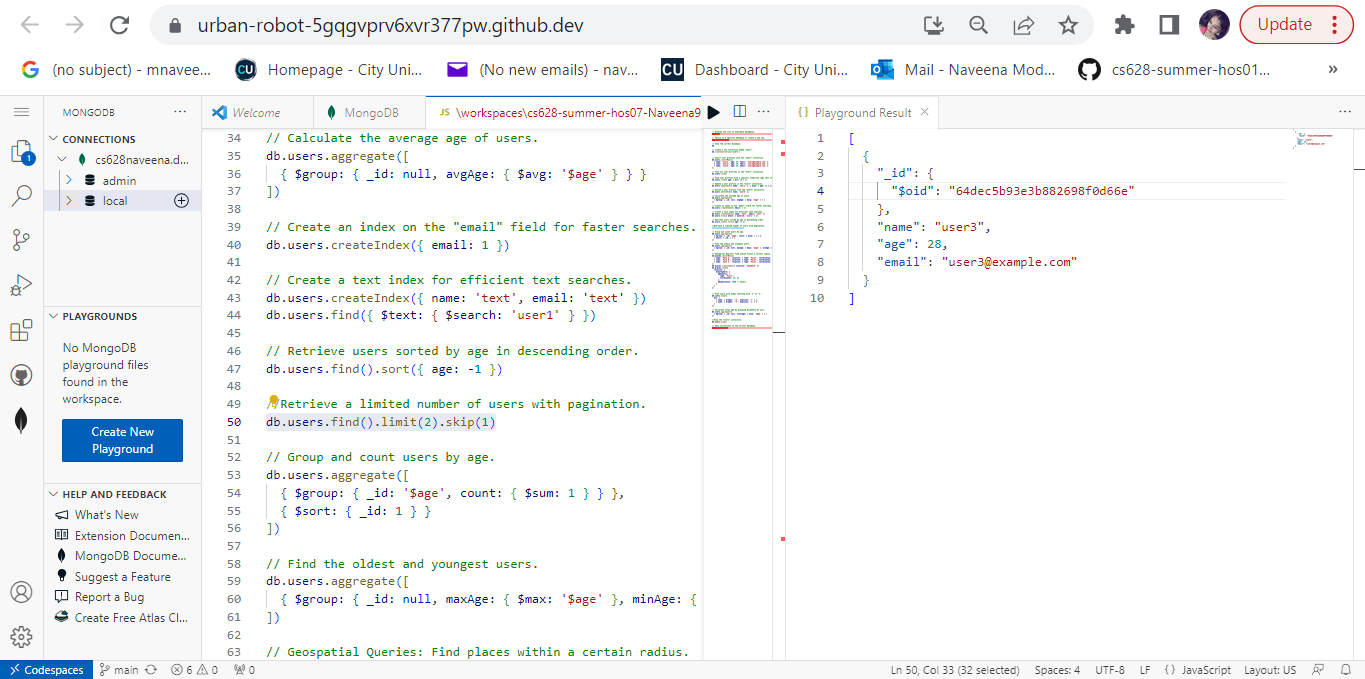 urban-robot-5gqgvprv6xvr377pw.github.dev
Update
(no subject) - mnavee...
CU
Homepage - City Uni...
(No new emails) - nav...
CU
Dashboard - City Uni...
Mail - Naveena Mod...
cs628-summer-hos01...
»
MONGODB
···
Welcome
MongoDB
JS \workspaces\cs628-summer-hos07-Naveena9
···
{ } Playground Result
···
CONNECTIONS
cs628naveena.d...
admin
local
1
PLAYGROUNDS
No MongoDB
playground files
found in the
workspace.
Create New
Playground
HELP AND FEEDBACK
What's New
Extension Documen...
MongoDB Docume...
Suggest a Feature
Report a Bug
Create Free Atlas Cl...
34 // Calculate the average age of users.
35 db.users.aggregate([
36 { $group: { _id: null, avgAge: { $avg: '$age' } } }
37 ])
38
39 // Create an index on the "email" field for faster searches.
40 db.users.createIndex({ email: 1 })
41
42 // Create a text index for efficient text searches.
43 db.users.createIndex({ name: 'text', email: 'text' })
44 db.users.find({ $text: { $search: 'user1' } })
45
46 // Retrieve users sorted by age in descending order.
47 db.users.find().sort({ age: -1 })
48
49 /Retrieve a limited number of users with pagination.
50 db.users.find().limit(2).skip(1)
51
52 // Group and count users by age.
53 db.users.aggregate([
54 { $group: { _id: '$age', count: { $sum: 1 } } },
55 { $sort: { _id: 1 } }
56 ])
57
58 // Find the oldest and youngest users.
59 db.users.aggregate([
60 { $group: { _id: null, maxAge: { $max: '$age' }, minAge: {
61 ])
62
63 // Geospatial Queries: Find places within a certain radius.
1 [
2 {
3 "_id": {
4 "$oid": "64dec5b93e3b882698f0d66e"
5 },
6 "name": "user3",
7 "age": 28,
8 "email": "user3@example.com"
9 }
10 ]
Codespaces
main
6
0
0
Ln 50, Col 33 (32 selected)
Spaces: 4
UTF-8
LF
{ } JavaScript
Layout: US